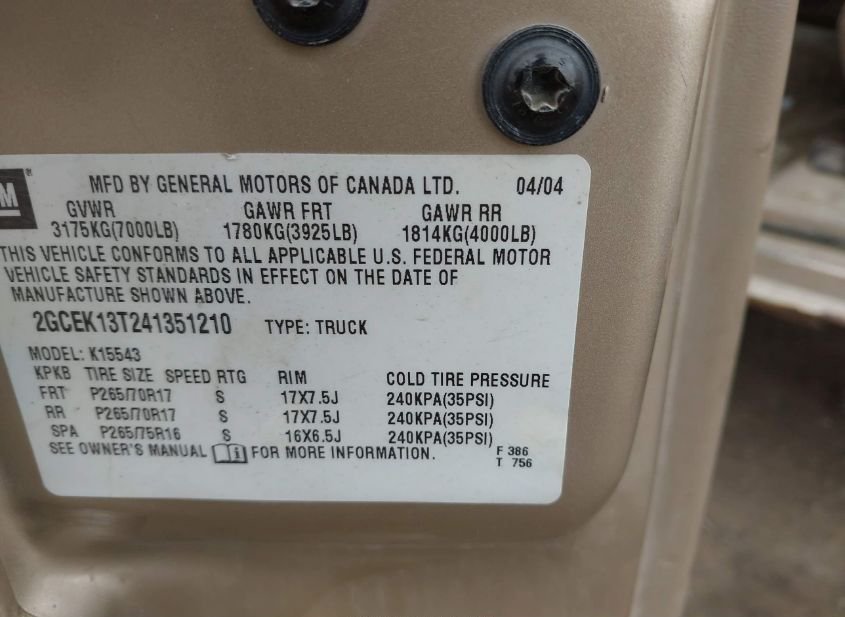 M ®
MFD BY GENERAL MOTORS OF CANADA LTD. 04/04
GVWR GAWR FRT GAWR RR
3175KG(7000LB) 1780KG(3925LB) 1814KG(4000LB)
THIS VEHICLE CONFORMS TO ALL APPLICABLE U.S. FEDERAL MOTOR
VEHICLE SAFETY STANDARDS IN EFFECT ON THE DATE OF
MANUFACTURE SHOWN ABOVE.
2GCEK13T241351210 TYPE: TRUCK
MODEL: K15543
KPKB TIRE SIZE SPEED RTG RIM COLD TIRE PRESSURE
FRT P265/70R17 S 17X7.5J 240KPA(35PSI)
RR P265/70R17 S 17X7.5J 240KPA(35PSI)
SPA P265/75R16 S 16X6.5J 240KPA(35PSI)
SEE OWNER'S MANUAL i FOR MORE INFORMATION.
F 386
T 756